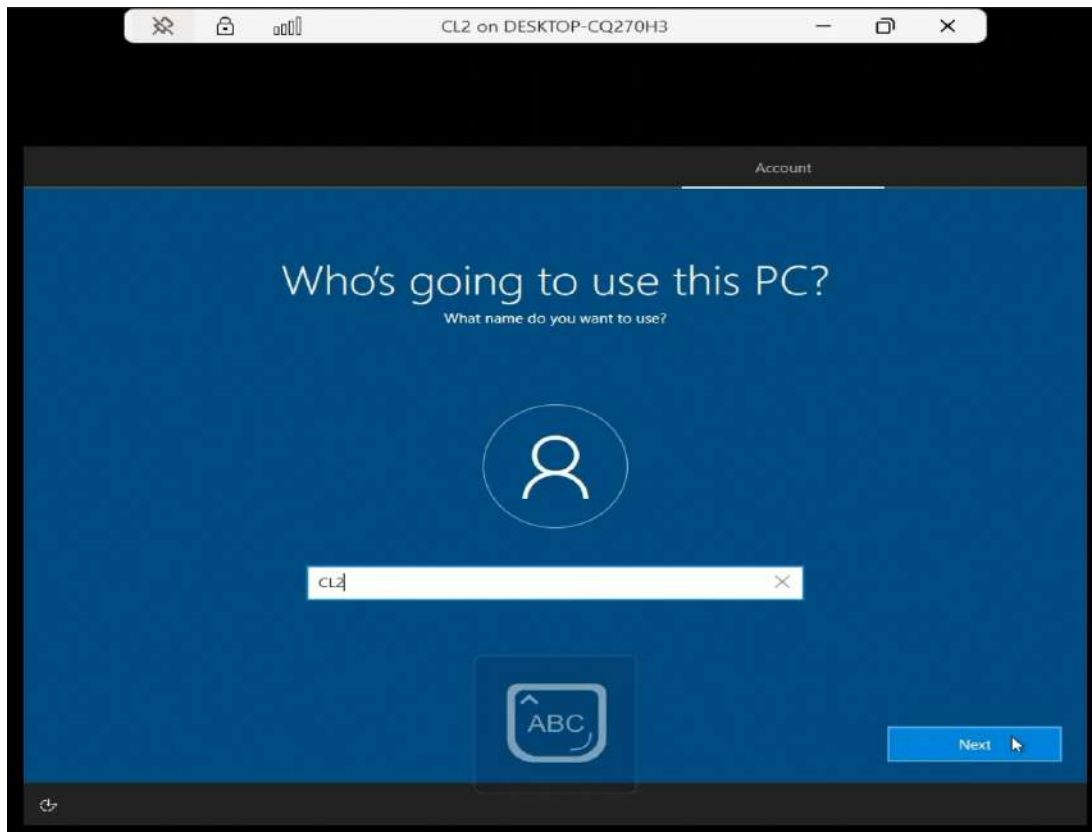 CL2 on DESKTOP-CQ270H3
Account
Who's going to use this PC?
What name do you want to use?
CL2
ABC
Next